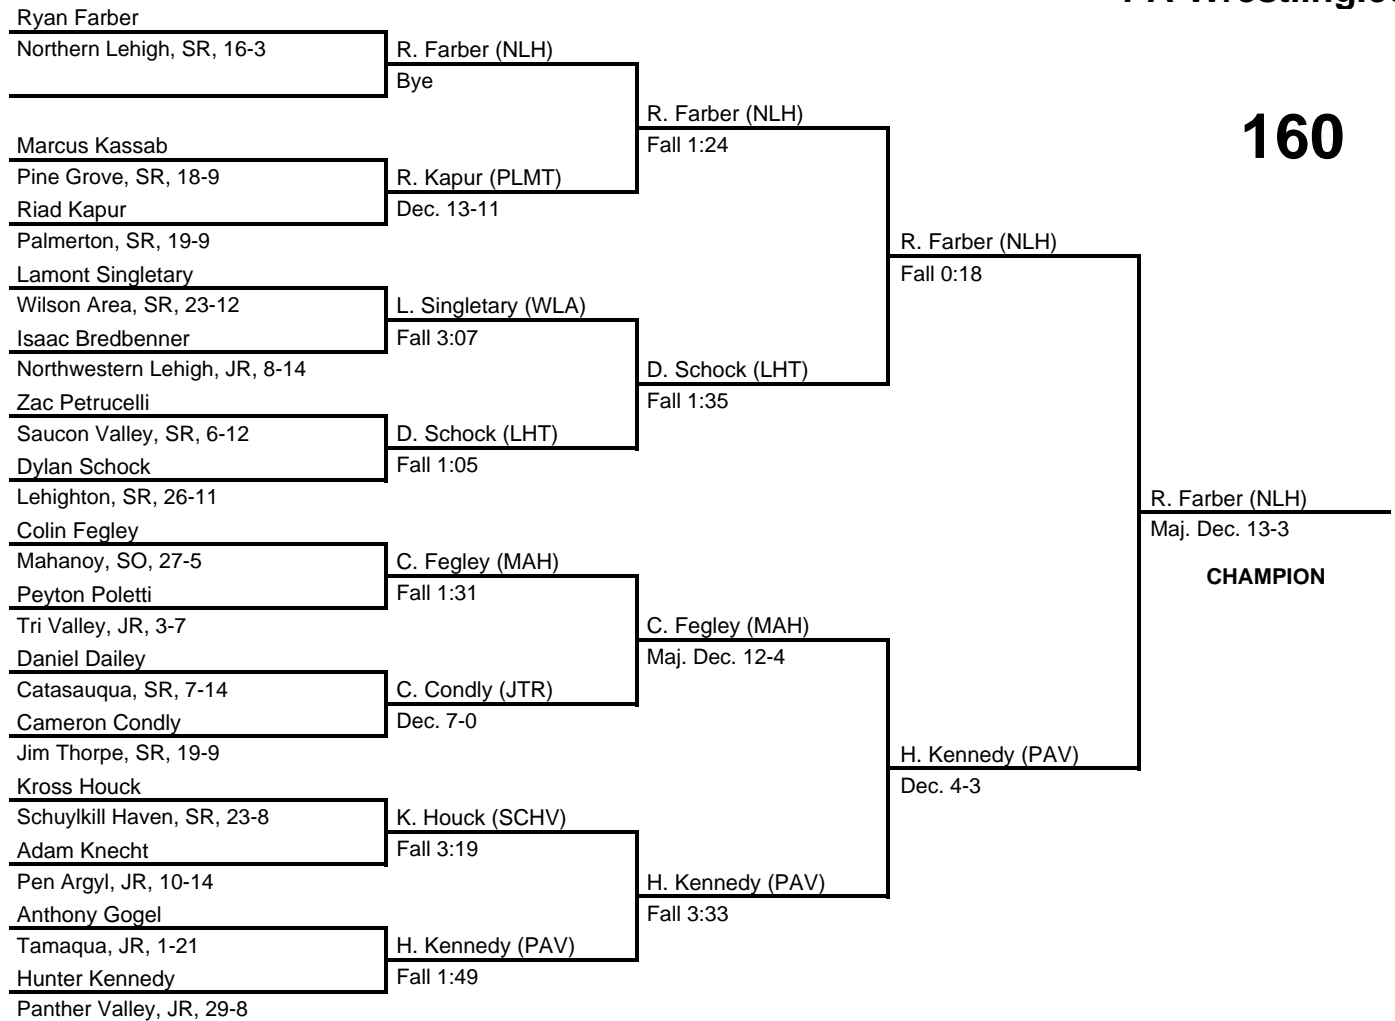 Ryan Farber
Northern Lehigh, SR, 16-3
R. Farber (NLH)
Bye
R. Farber (NLH)
Fall 1:24
160
Marcus Kassab
Pine Grove, SR, 18-9
Riad Kapur
Palmerton, SR, 19-9
R. Kapur (PLMT)
Dec. 13-11
R. Farber (NLH)
Fall 0:18
Lamont Singletary
Wilson Area, SR, 23-12
Isaac Bredbenner
Northwestern Lehigh, JR, 8-14
L. Singletary (WLA)
Fall 3:07
D. Schock (LHT)
Fall 1:35
Zac Petrucelli
Saucon Valley, SR, 6-12
Dylan Schock
Lehighton, SR, 26-11
D. Schock (LHT)
Fall 1:05
R. Farber (NLH)
Maj. Dec. 13-3
CHAMPION
Colin Fegley
Mahanoy, SO, 27-5
Peyton Poletti
Tri Valley, JR, 3-7
C. Fegley (MAH)
Fall 1:31
C. Fegley (MAH)
Maj. Dec. 12-4
Daniel Dailey
Catasauqua, SR, 7-14
Cameron Condly
Jim Thorpe, SR, 19-9
C. Condly (JTR)
Dec. 7-0
H. Kennedy (PAV)
Dec. 4-3
Kross Houck
Schuylkill Haven, SR, 23-8
Adam Knecht
Pen Argyl, JR, 10-14
K. Houck (SCHV)
Fall 3:19
H. Kennedy (PAV)
Fall 3:33
Anthony Gogel
Tamaqua, JR, 1-21
Hunter Kennedy
Panther Valley, JR, 29-8
H. Kennedy (PAV)
Fall 1:49